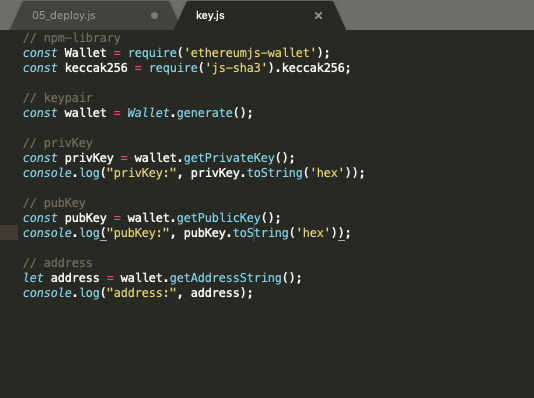 05_deploy.js
key.js
// npm-library
const Wallet = require('ethereumjs-wallet');
const keccak256 = require('js-sha3').keccak256;
// keypair
const wallet = Wallet.generate();
// privKey
const privKey = wallet.getPrivateKey();
console.log("privKey:", privKey.toString('hex'));
// pubKey
const pubKey = wallet.getPublicKey();
console.log("pubKey:", pubKey.toString('hex'));
// address
let address = wallet.getAddressString();
console.log("address:", address);